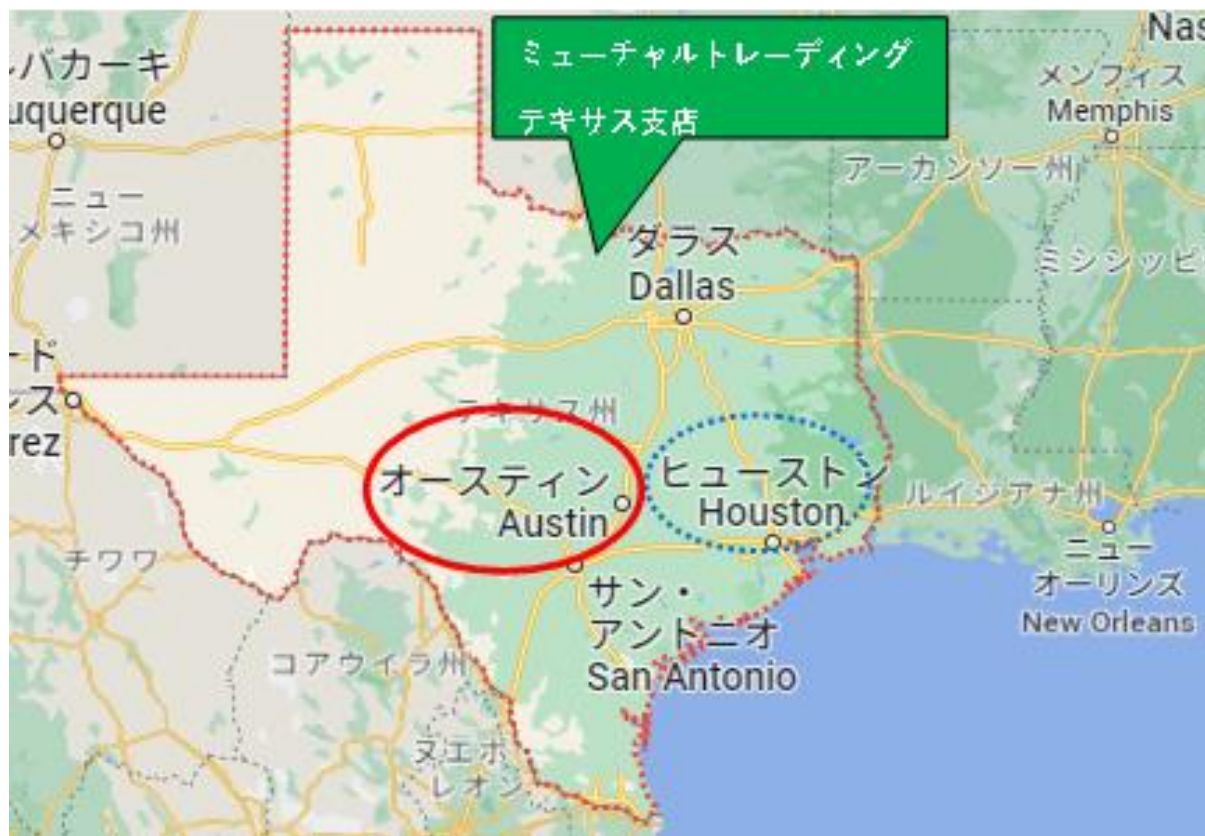 ミューチャルトレーディング
テキサス支店
Nas
ルバカーキ
uquerque
メンフィス
Memphis
アーカンソー州
ニュー
メキシコ州
ミシシッピ
ダラス
Dallas
ード
レス
rez
テキサス州
オースティン
Austin
ヒューストン
Houston
ルイジアナ州
ニュー
オーリンズ
New Orleans
チワワ
サン・
アントニオ
San Antonio
コアウイラ州
ヌエボ
レオン